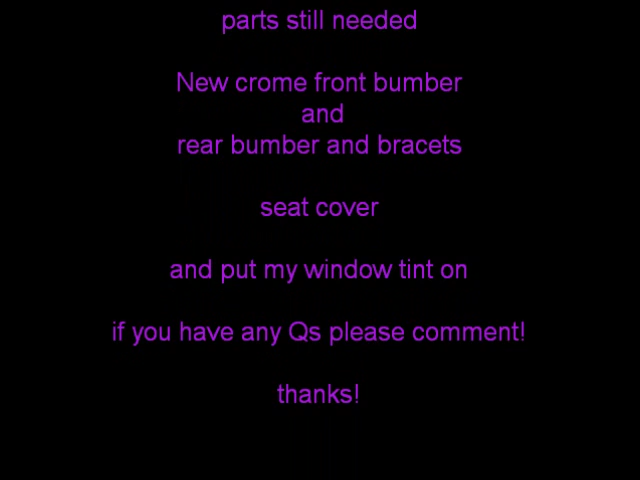 parts still needed
New crome front bumber
and
rear bumber and bracets
seat cover
and put my window tint on
if you have any Qs please comment!
thanks!